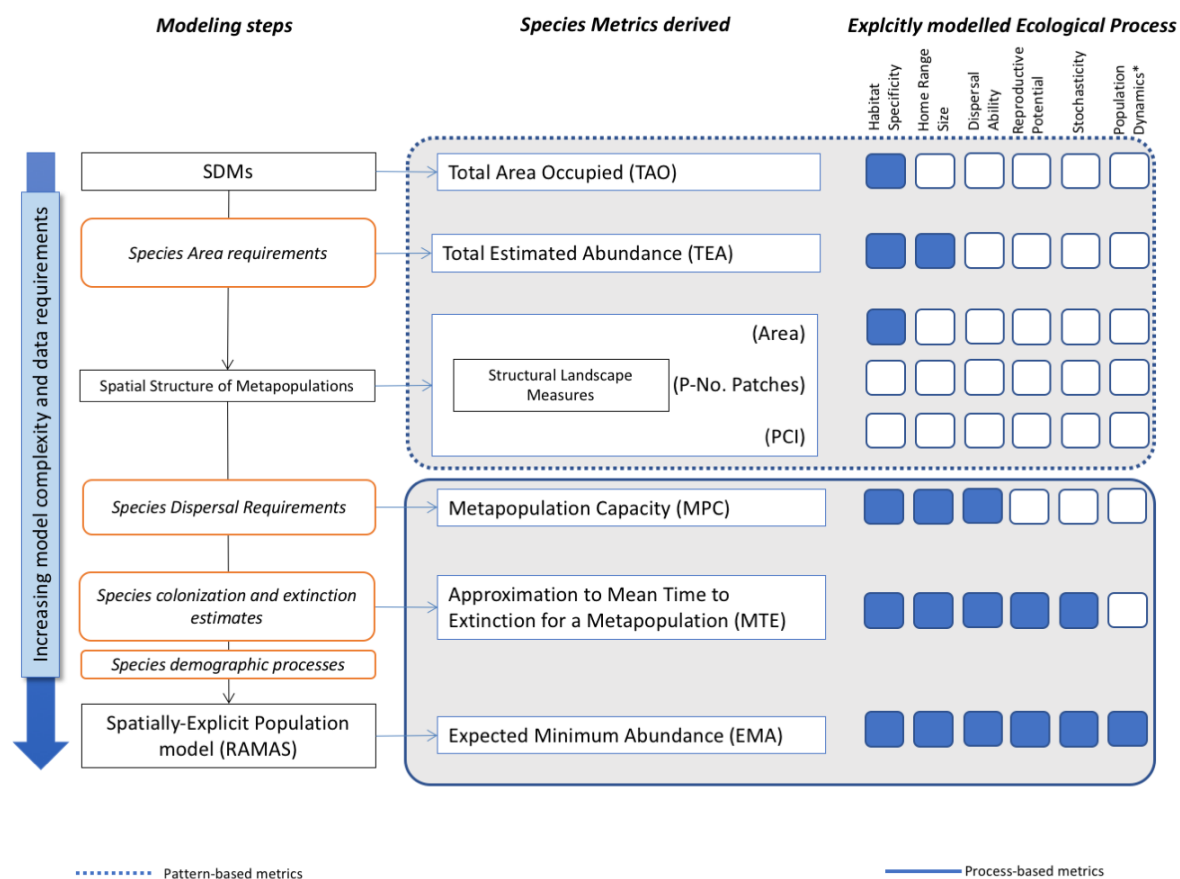 Modeling steps
Species Metrics derived
Explcitly modelled Ecological Process
Habitat
Specificity
Home Range
Size
Dispersal
Ability
Reproductive
Potential
Stochasticity
Population
Dynamics*
Increasing model complexity and data requirements
SDMs
Total Area Occupied (TAO)
Species Area requirements
Total Estimated Abundance (TEA)
(Area)
Spatial Structure of Metapopulations
Structural Landscape
Measures
(P-No. Patches)
(PCI)
Species Dispersal Requirements
Metapopulation Capacity (MPC)
Species colonization and extinction
estimates
Approximation to Mean Time to
Extinction for a Metapopulation (MTE)
Species demographic processes
Spatially-Explicit Population
model (RAMAS)
Expected Minimum Abundance (EMA)
Pattern-based metrics
Process-based metrics